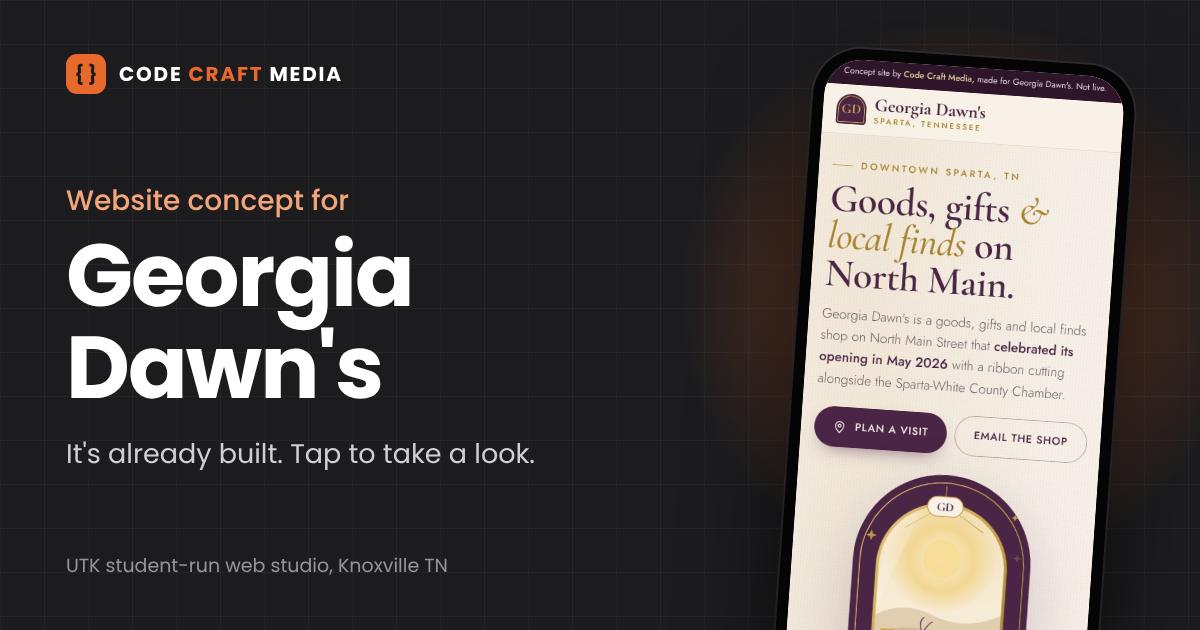 { } CODE CRAFT MEDIA
Website concept for
Georgia
Dawn's
It's already built. Tap to take a look.
UTK student-run web studio, Knoxville TN
Concept site by Code Craft Media, made for Georgia Dawn's. Not live.
GD
Georgia Dawn's
SPARTA, TENNESSEE
DOWNTOWN SPARTA, TN
Goods, gifts &
local finds on
North Main.
Georgia Dawn's is a goods, gifts and local finds
shop on North Main Street that celebrated its
opening in May 2026 with a ribbon cutting
alongside the Sparta-White County Chamber.
PLAN A VISIT
EMAIL THE SHOP
GD